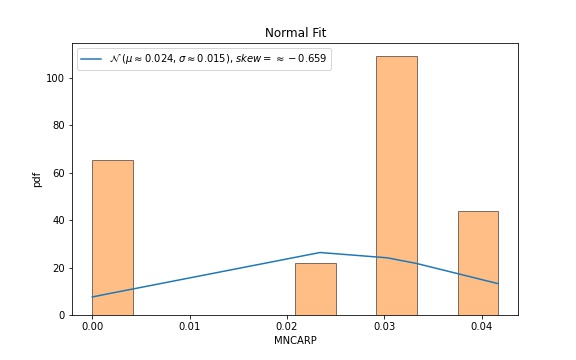 Normal Fit
𝒩(μ ≈ 0.024, σ ≈ 0.015), skew = ≈ −0.659
100
80
60
40
20
0
pdf
0.00 0.01 0.02 0.03 0.04
MNCARP